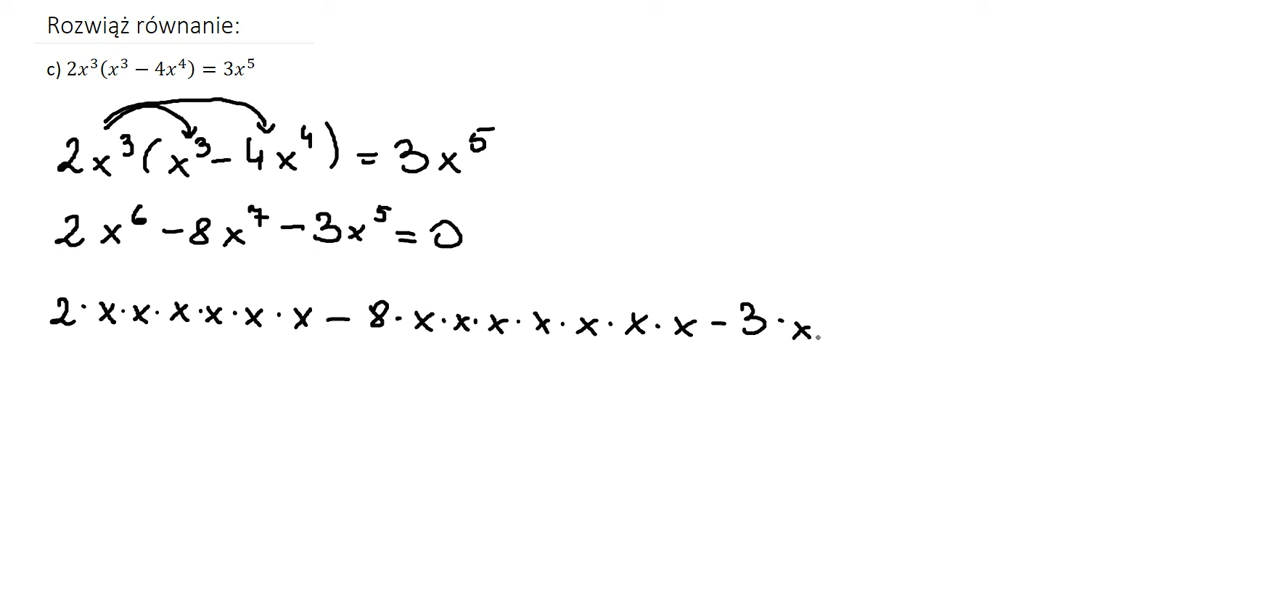 Rozwiąż równanie:
c) 2x³(x³ − 4x⁴) = 3x⁵
2x³(x³ − 4x⁴) = 3x⁵
2x⁶ − 8x⁷ − 3x⁵ = 0
2·x·x·x·x·x·x − 8·x·x·x·x·x·x·x − 3·x.